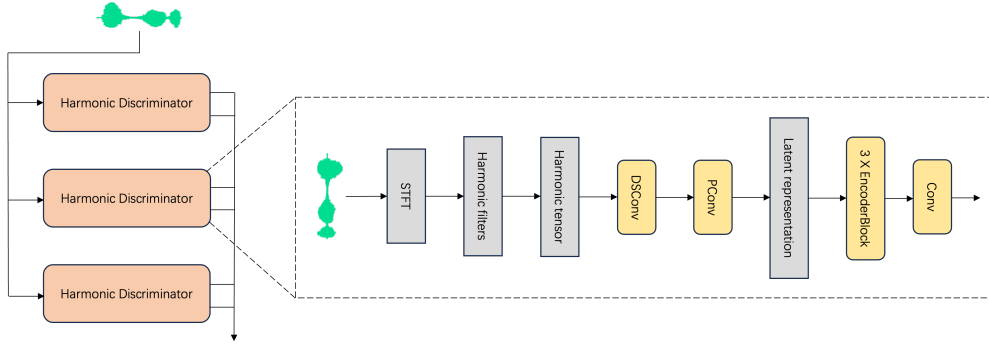 Harmonic Discriminator
Harmonic Discriminator
Harmonic Discriminator
STFT
Harmonic filters
Harmonic tensor
DSConv
PConv
Latent representation
3 X EncoderBlock
Conv